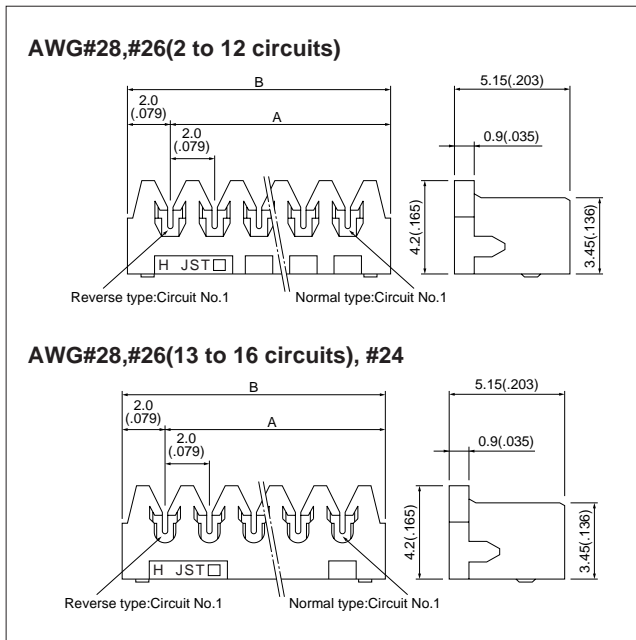 AWG#28,#26(2 to 12 circuits)
B
5.15(.203)
2.0
(.079)
A
2.0
(.079)
0.9(.035)
4.2(.165)
3.45(.136)
H JST
Reverse type:Circuit No.1
Normal type:Circuit No.1
AWG#28,#26(13 to 16 circuits), #24
B
5.15(.203)
2.0
(.079)
A
2.0
(.079)
0.9(.035)
4.2(.165)
3.45(.136)
H JST
Reverse type:Circuit No.1
Normal type:Circuit No.1